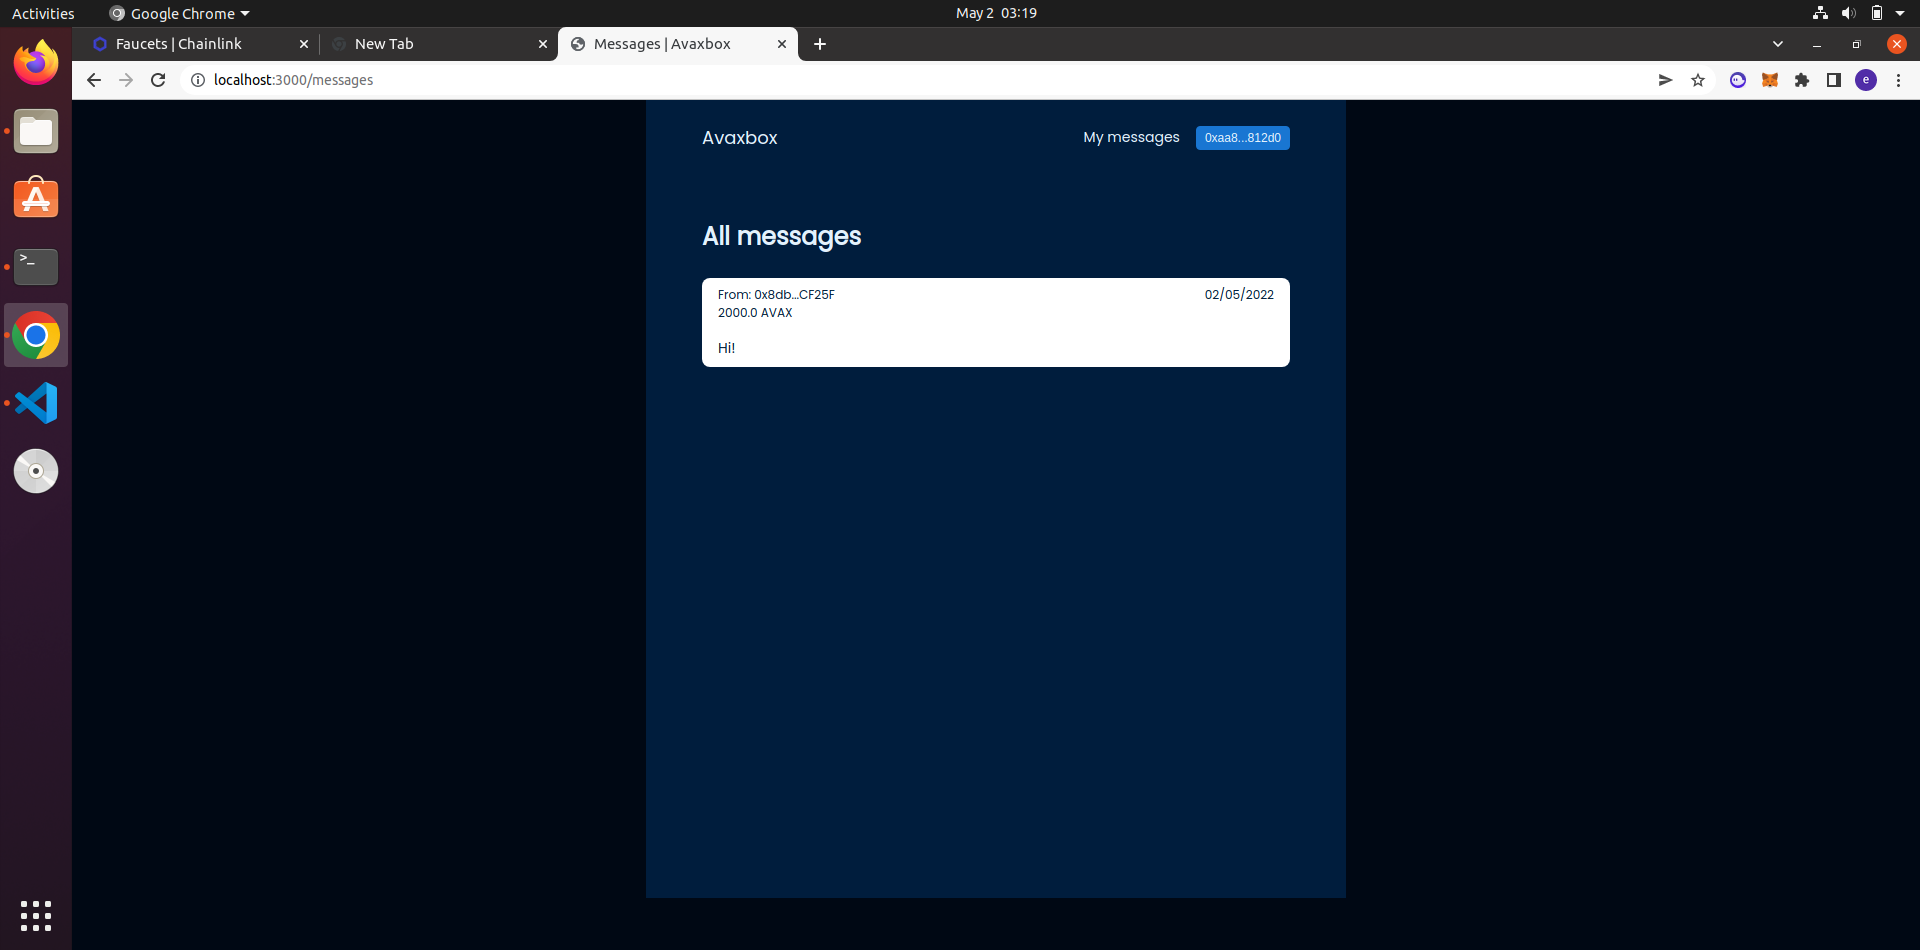 Activities
Google Chrome
May 2 03:19
Faucets | Chainlink
New Tab
Messages | Avaxbox
localhost:3000/messages
e
Avaxbox
My messages
0xaa8...812d0
All messages
From: 0x8db...CF25F
02/05/2022
2000.0 AVAX
Hi!